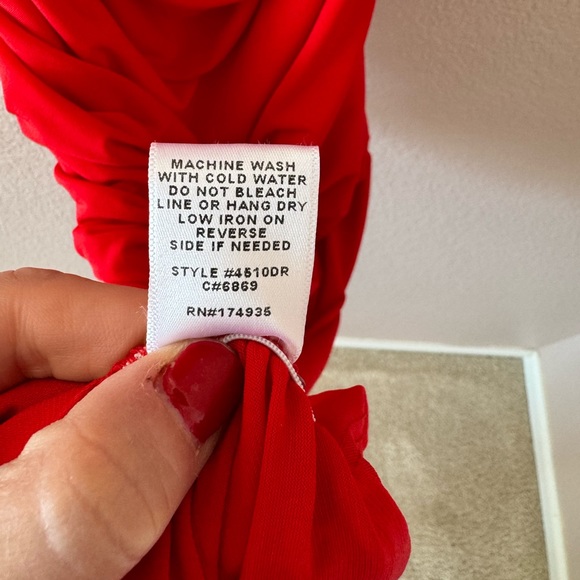 MACHINE WASH
WITH COLD WATER
DO NOT BLEACH
LINE OR HANG DRY
LOW IRON ON
REVERSE
SIDE IF NEEDED
STYLE #4510DR
C#6869
RN#174935